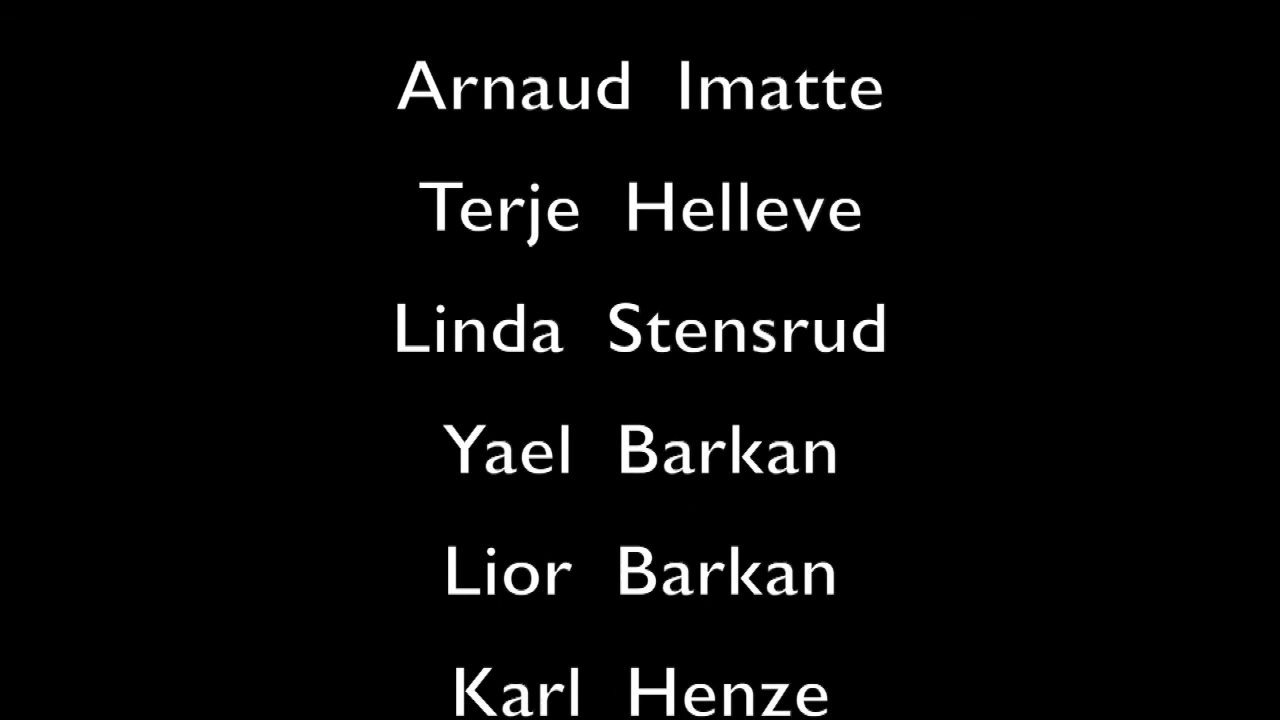 Arnaud Imatte
Terje Helleve
Linda Stensrud
Yael Barkan
Lior Barkan
Karl Henze